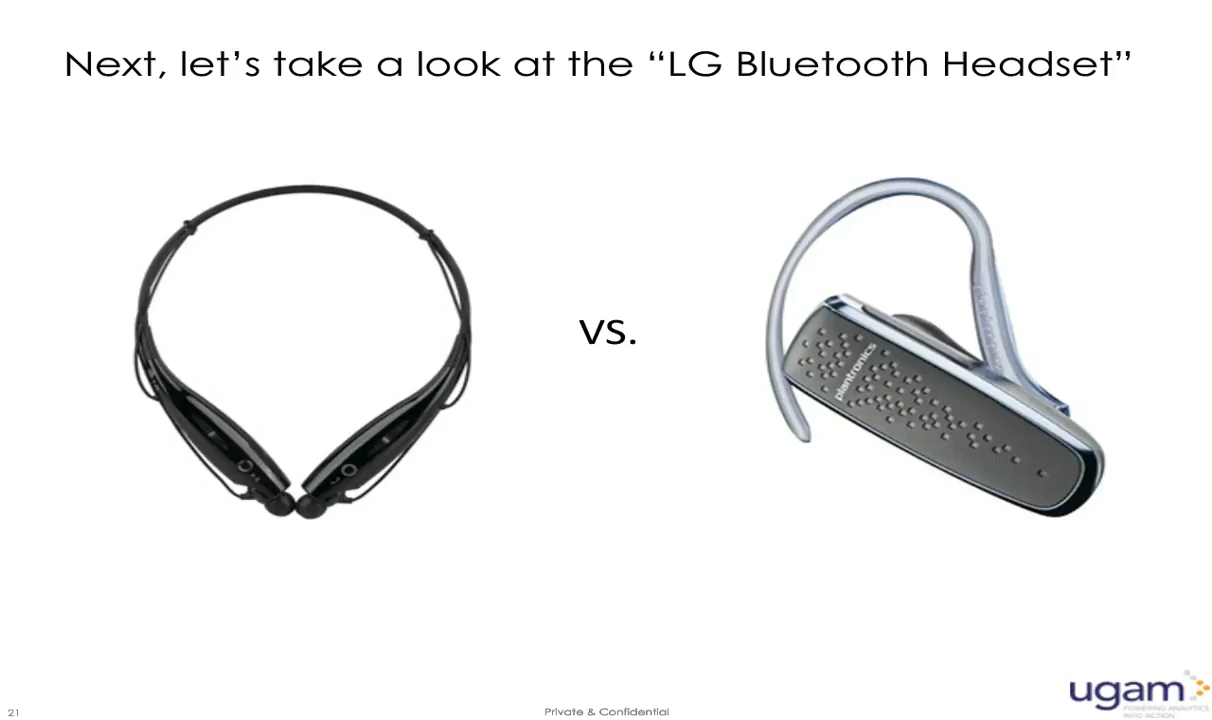 Next, let’s take a look at the “LG Bluetooth Headset”
vs.
plantronics
21
Private & Confidential
ugam
POWERING ANALYTICS
INTO ACTION